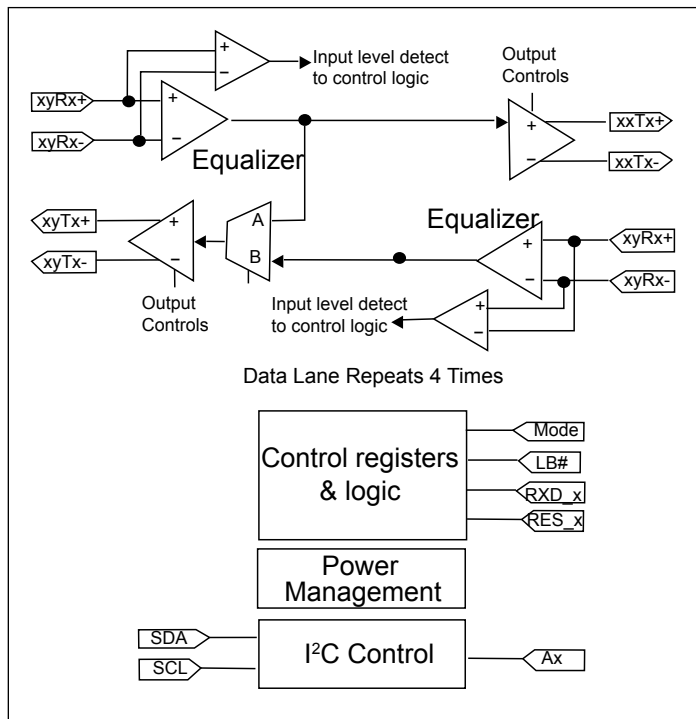 Input level detect
to control logic
Output
Controls
xyRx+
xyRx-
+
−
+
−
Equalizer
+
−
xxTx+
xxTx-
xyTx+
xyTx-
+
−
Output
Controls
A
B
Equalizer
+
−
xyRx+
xyRx-
Input level detect
to control logic
+
−
Data Lane Repeats 4 Times
Control registers
& logic
Mode
LB#
RXD_x
RES_x
Power
Management
SDA
SCL
I²C Control
Ax